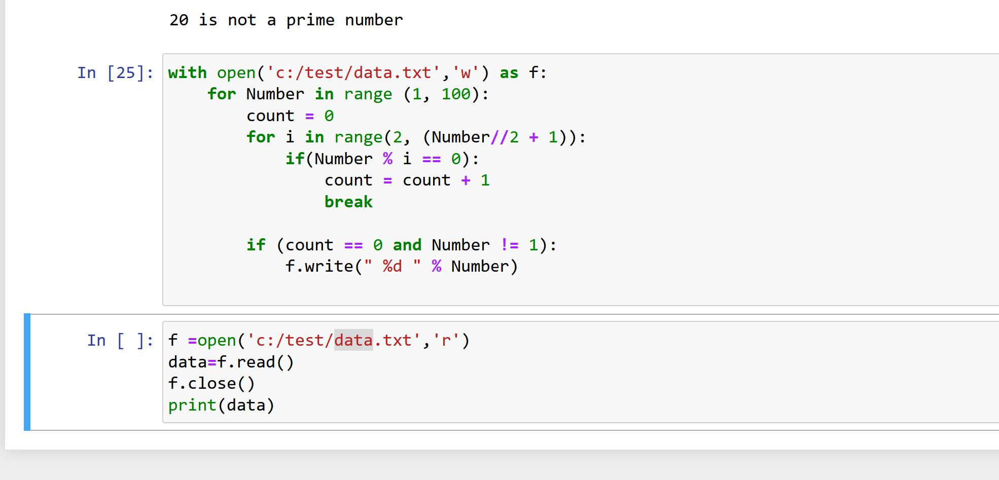 20 is not a prime number
In [25]: with open('c:/test/data.txt','w') as f:
    for Number in range (1, 100):
        count = 0
        for i in range(2, (Number//2 + 1)):
            if(Number % i == 0):
                count = count + 1
                break
        if (count == 0 and Number != 1):
            f.write(" %d " % Number)
In [ ]: f =open('c:/test/data.txt','r')
data=f.read()
f.close()
print(data)